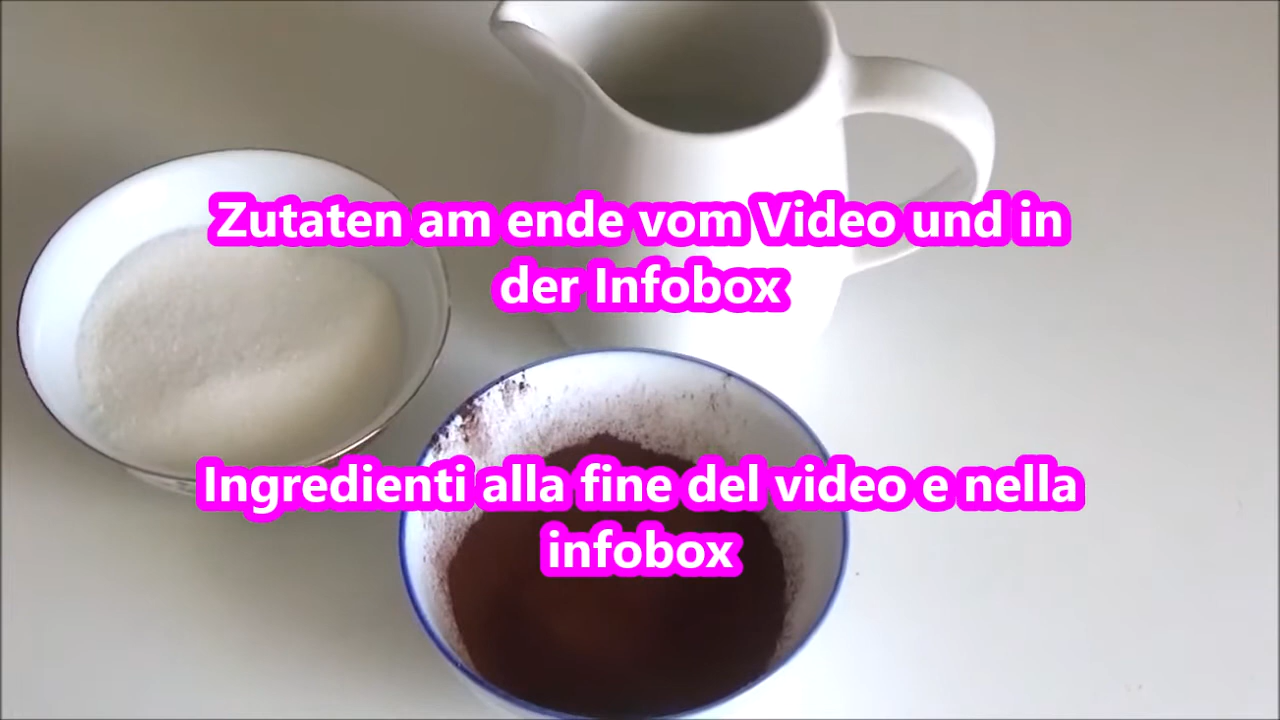 Zutaten am ende vom Video und in
der Infobox
Ingredienti alla fine del video e nella
infobox